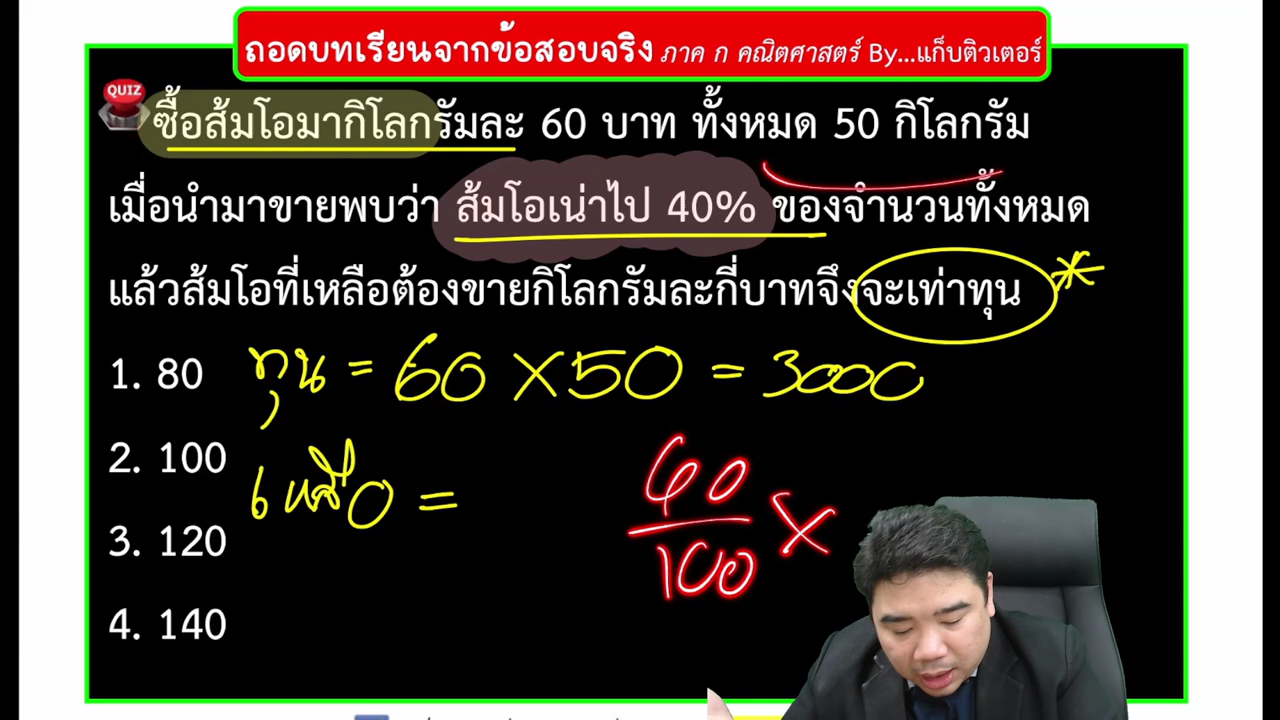 ถอดบทเรียนจากข้อสอบจริง ภาค ก คณิตศาสตร์ By...แก็บติวเตอร์
QUIZ
ซื้อส้มโอมากิโลกรัมละ 60 บาท ทั้งหมด 50 กิโลกรัม
เมื่อนำมาขายพบว่า ส้มโอเน่าไป 40% ของจำนวนทั้งหมด
แล้วส้มโอที่เหลือต้องขายกิโลกรัมละกี่บาทจึงจะเท่าทุน *
1. 80
ทุน = 60 × 50 = 3000
2. 100
เหลือ =
60
100 ×
3. 120
4. 140